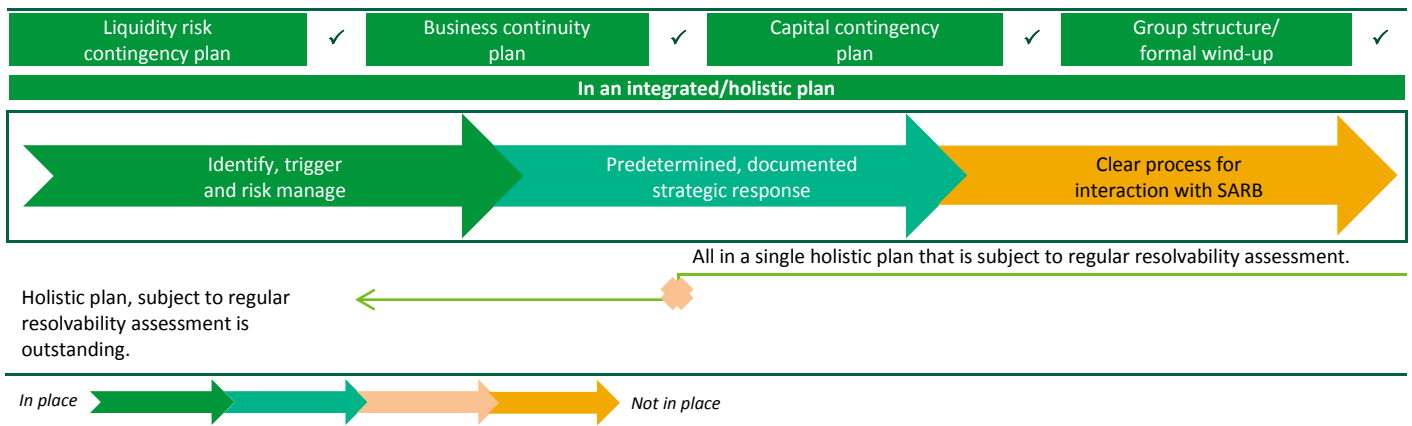 Liquidity risk
contingency plan
✓
Business continuity
plan
✓
Capital contingency
plan
✓
Group structure/
formal wind-up
✓
In an integrated/holistic plan
Identify, trigger
and risk manage
Predetermined, documented
strategic response
Clear process for
interaction with SARB
All in a single holistic plan that is subject to regular resolvability assessment.
Holistic plan, subject to regular
resolvability assessment is
outstanding.
In place
Not in place